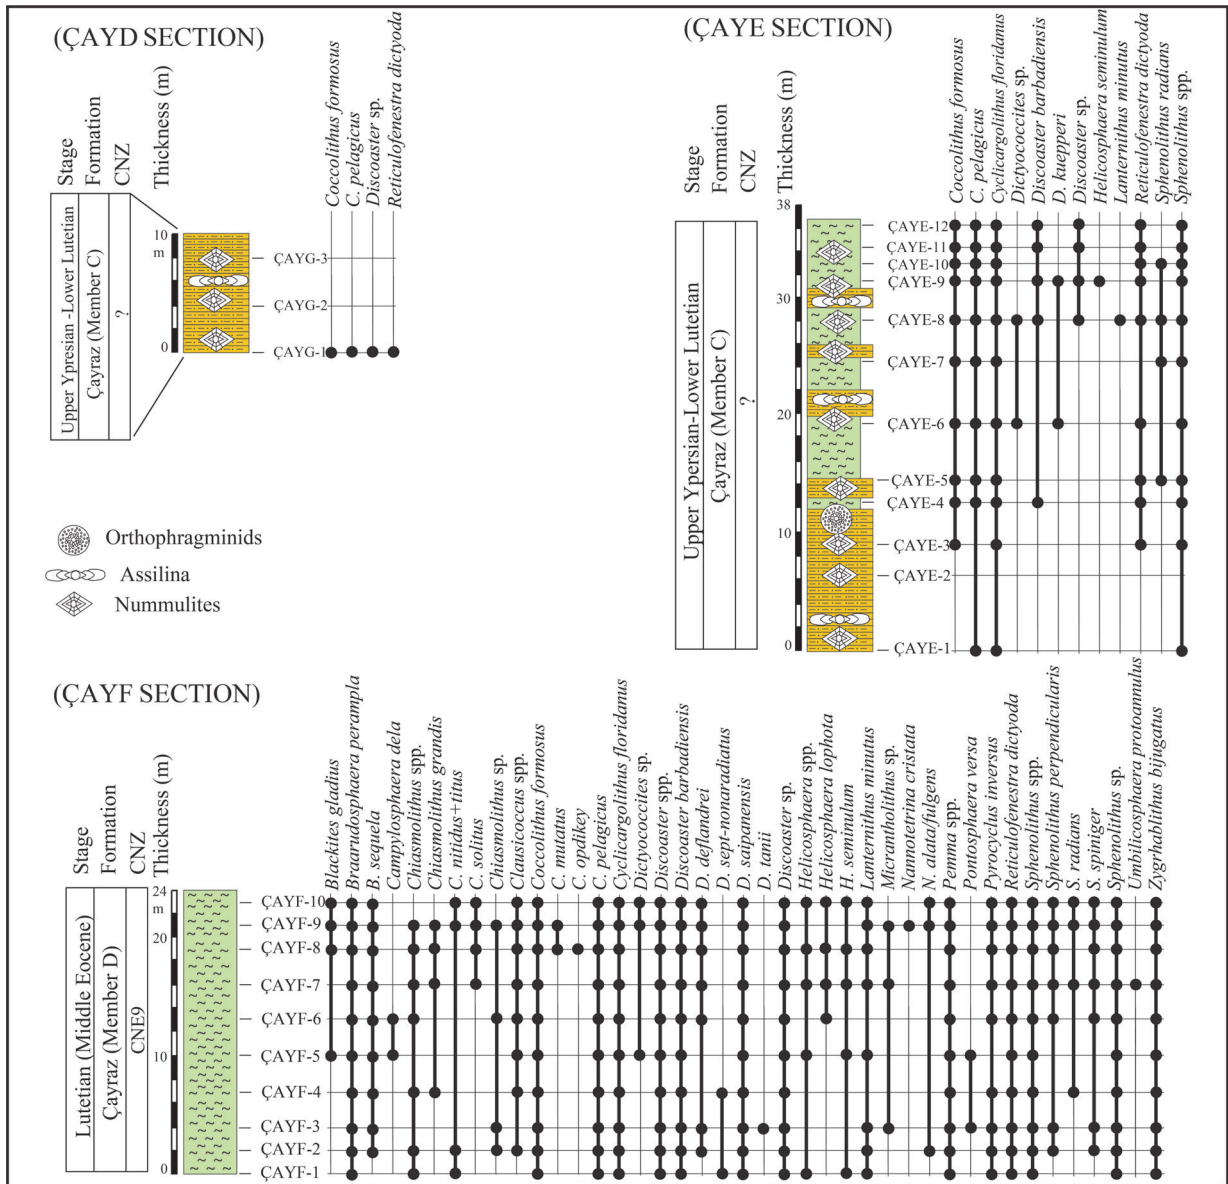 (ÇAYD SECTION)
Stage
Formation
CNZ
Thickness (m)
Coccolithus formosus
C. pelagicus
Discoaster sp.
Reticulofenestra dictyoda
Upper Ypresian -Lower Lutetian
Çayraz (Member C)
?
10
m
0
ÇAYG-3
ÇAYG-2
ÇAYG-1
Orthophragminids
Assilina
Nummulites
(ÇAYE SECTION)
Stage
Formation
CNZ
Thickness (m)
Coccolithus formosus
C. pelagicus
Cyclicargolithus floridanus
Dictyococcites sp.
Discoaster barbadiensis
D. kuepperi
Discoaster sp.
Helicosphaera seminulum
Lanternithus minutus
Reticulofenestra dictyoda
Sphenolithus radians
Sphenolithus spp.
Upper Ypersian-Lower Lutetian
Çayraz (Member C)
?
38
30
20
10
0
ÇAYE-12
ÇAYE-11
ÇAYE-10
ÇAYE-9
ÇAYE-8
ÇAYE-7
ÇAYE-6
ÇAYE-5
ÇAYE-4
ÇAYE-3
ÇAYE-2
ÇAYE-1
(ÇAYF SECTION)
Stage
Formation
CNZ
Thickness (m)
Blackites gladius
Braarudosphaera perampla
B. sequela
Campylosphaera dela
Chiasmolithus spp.
Chiasmolithus grandis
C. nitidus+titus
C. solitus
Chiasmolithus sp.
Clausicoccus spp.
Coccolithus formosus
C. mutatus
C. opdikey
C. pelagicus
Cyclicargolithus floridamus
Dictyococcites sp.
Discoaster spp.
Discoaster barbadiensis
D. deflandrei
D. sept-nonaradiatus
D. saipanensis
D. tanii
Discoaster sp.
Helicosphaera spp.
Helicosphaera lophota
H. seminulum
Lanternithus minutus
Micrantholithus sp.
Nannotetrina cristata
N. alata/fulgens
Pemma spp.
Pontosphaera versa
Pyrocyclus inversus
Reticulofenestra dictyoda
Sphenolithus spp.
Sphenolithus perpendicularis
S. radians
S. spiniger
Sphenolithus sp.
Umbilicosphaera protoamulus
Zygrhablithus bijugatus
Lutetian (Middle Eocene)
Çayraz (Member D)
CNE9
24
m
20
10
0
ÇAYF-10
ÇAYF-9
ÇAYF-8
ÇAYF-7
ÇAYF-6
ÇAYF-5
ÇAYF-4
ÇAYF-3
ÇAYF-2
ÇAYF-1